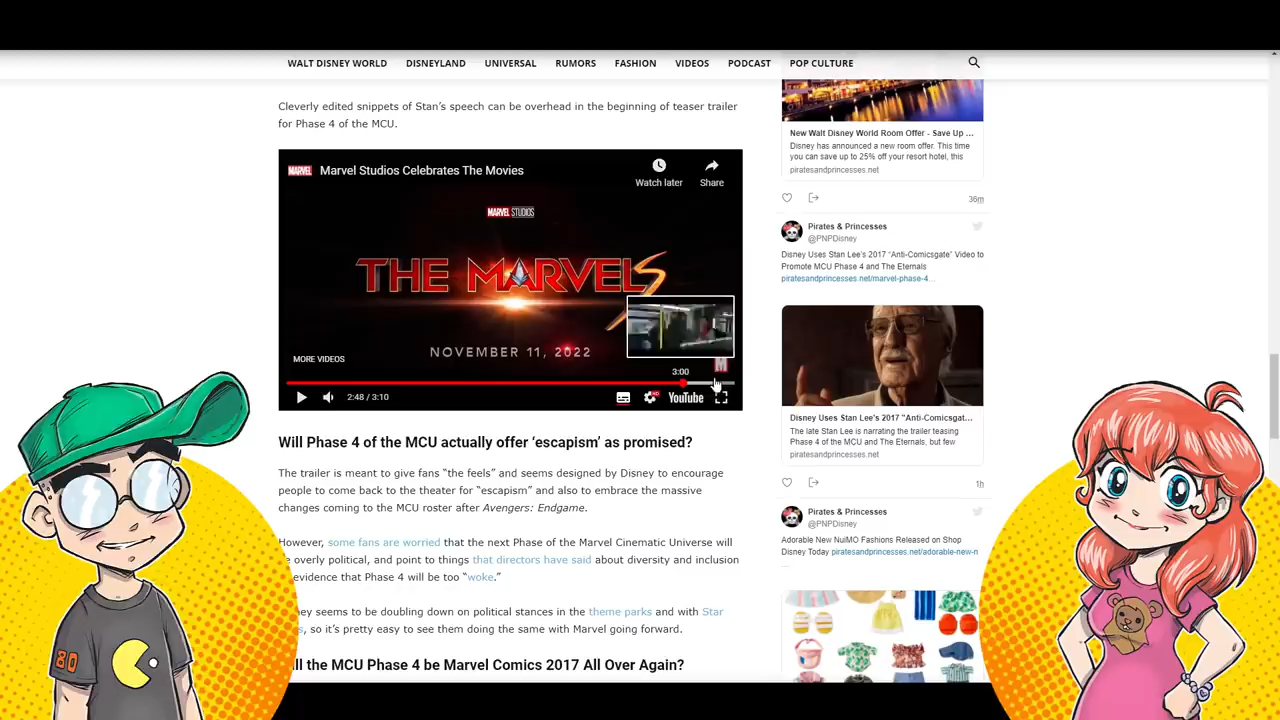 WALT DISNEY WORLD DISNEYLAND UNIVERSAL RUMORS FASHION VIDEOS PODCAST POP CULTURE
Cleverly edited snippets of Stan’s speech can be overhead in the beginning of teaser trailer
for Phase 4 of the MCU.
MARVEL Marvel Studios Celebrates The Movies
Watch later Share
MARVEL STUDIOS
THE MARVELS
NOVEMBER 11, 2022
MORE VIDEOS
3:00
2:48 / 3:10
YouTube
Will Phase 4 of the MCU actually offer ‘escapism’ as promised?
The trailer is meant to give fans “the feels” and seems designed by Disney to encourage
people to come back to the theater for “escapism” and also to embrace the massive
changes coming to the MCU roster after Avengers: Endgame.
However, some fans are worried that the next Phase of the Marvel Cinematic Universe will
overly political, and point to things that directors have said about diversity and inclusion
evidence that Phase 4 will be too “woke.”
ey seems to be doubling down on political stances in the theme parks and with Star
s, so it’s pretty easy to see them doing the same with Marvel going forward.
ll the MCU Phase 4 be Marvel Comics 2017 All Over Again?
New Walt Disney World Room Offer - Save Up ...
Disney has announced a new room offer. This time
you can save up to 25% off your resort hotel, this
piratesandprincesses.net
36m
Pirates & Princesses
@PNPDisney
Disney Uses Stan Lee's 2017 “Anti-Comicsgate” Video to
Promote MCU Phase 4 and The Eternals
piratesandprincesses.net/marvel-phase-4…
Disney Uses Stan Lee's 2017 "Anti-Comicsgat...
The late Stan Lee is narrating the trailer teasing
Phase 4 of the MCU and The Eternals, but few
piratesandprincesses.net
1h
Pirates & Princesses
@PNPDisney
Adorable New NuiMO Fashions Released on Shop
Disney Today piratesandprincesses.net/adorable-new-n
…
80